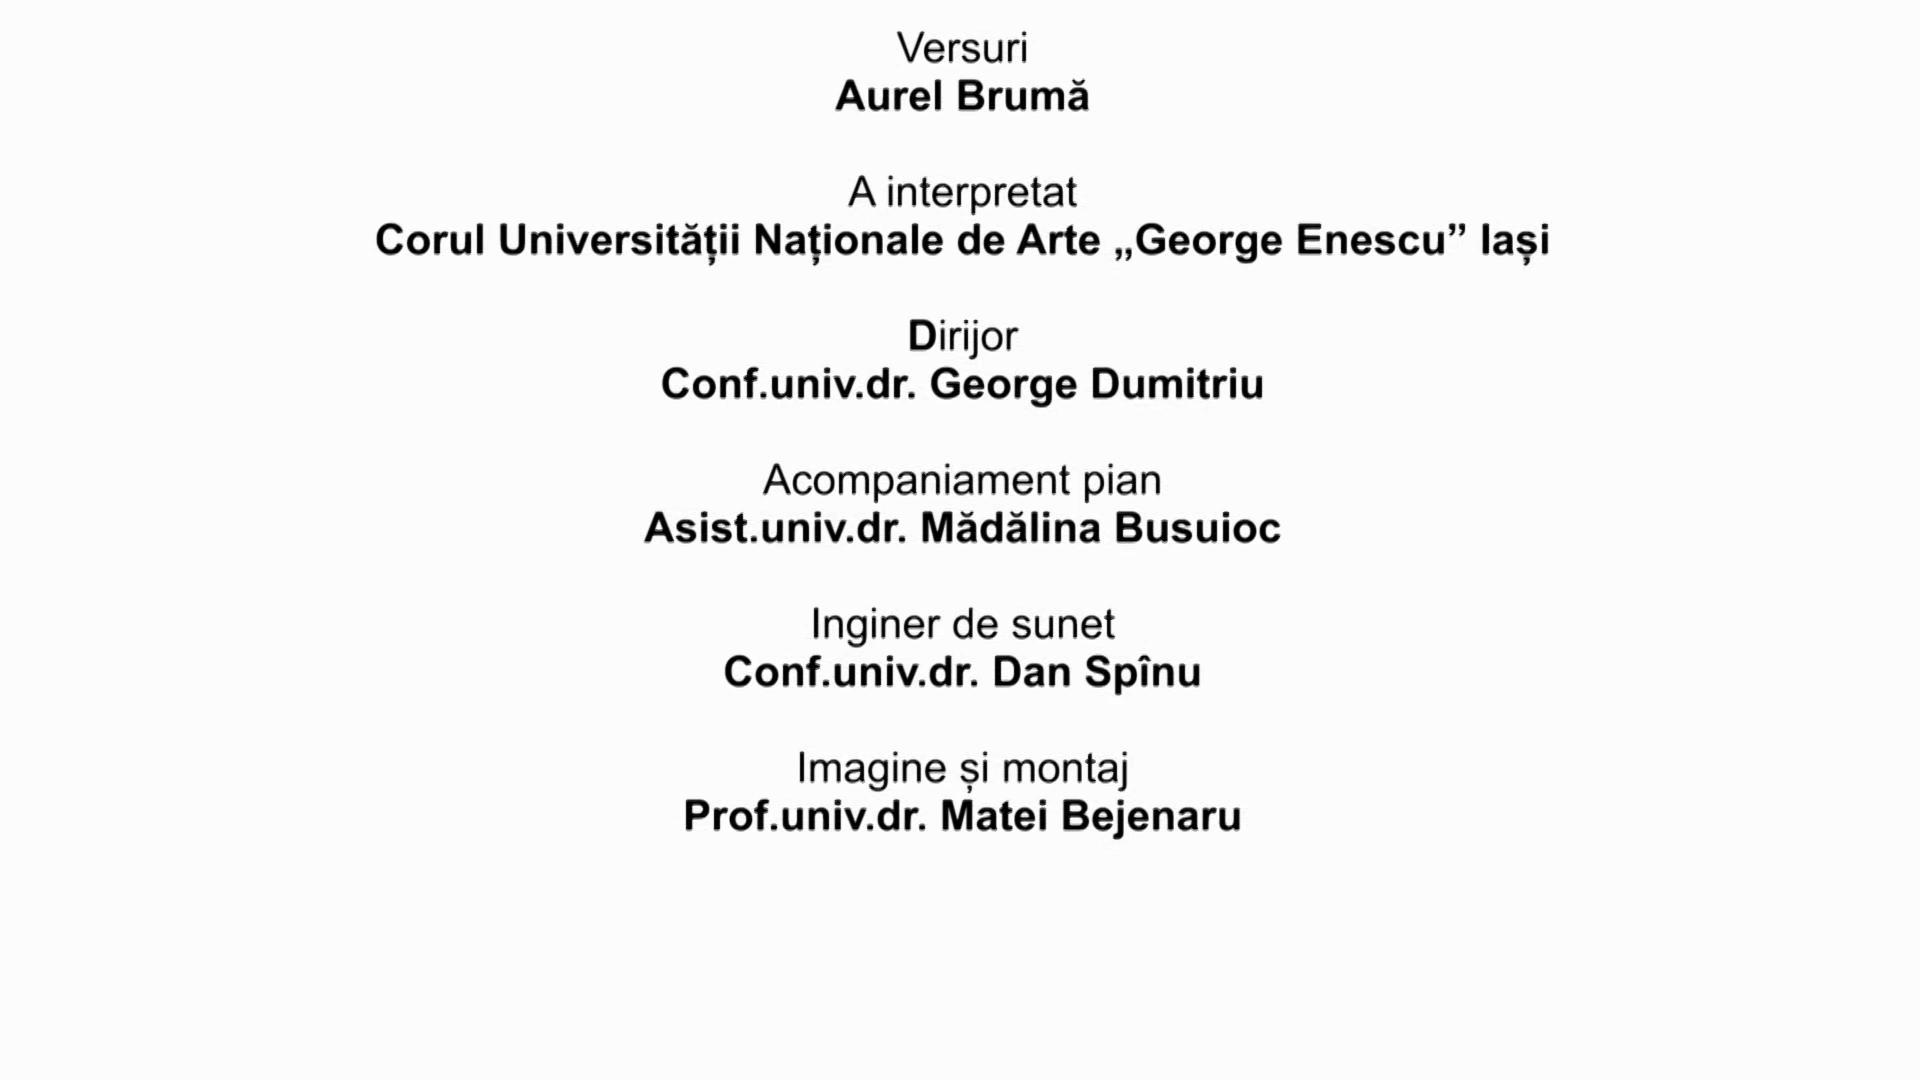 Versuri
Aurel Brumă
A interpretat
Corul Universității Naționale de Arte „George Enescu” Iași
Dirijor
Conf.univ.dr. George Dumitriu
Acompaniament pian
Asist.univ.dr. Mădălina Busuioc
Inginer de sunet
Conf.univ.dr. Dan Spînu
Imagine și montaj
Prof.univ.dr. Matei Bejenaru